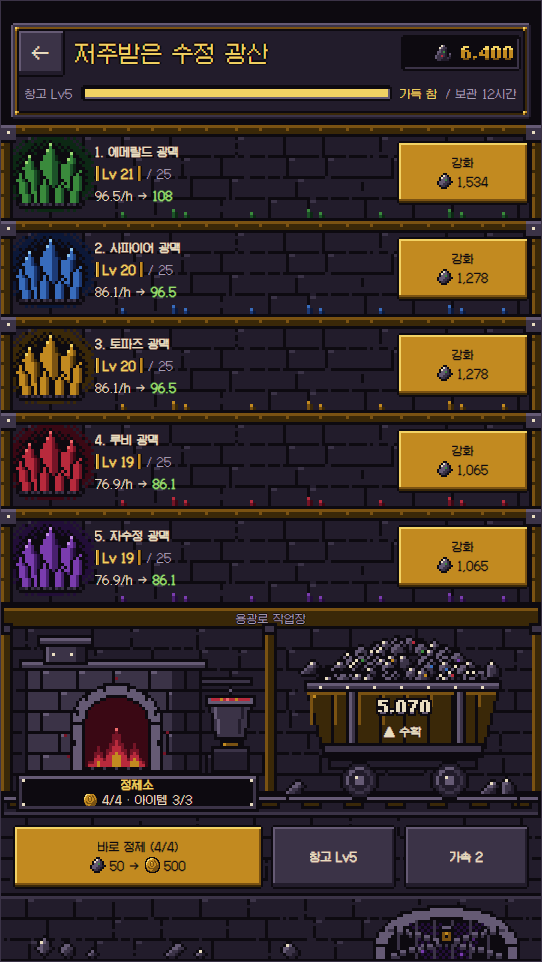 저주받은 수정 광산
6,400
창고 Lv5 가득 참 / 보관 12시간
1. 에메랄드 광맥
Lv 21 / 25
96.5/h → 108
강화
1,534
2. 사파이어 광맥
Lv 20 / 25
86.1/h → 96.5
강화
1,278
3. 토파즈 광맥
Lv 20 / 25
86.1/h → 96.5
강화
1,278
4. 루비 광맥
Lv 19 / 25
76.9/h → 86.1
강화
1,065
5. 자수정 광맥
Lv 19 / 25
76.9/h → 86.1
강화
1,065
용광로 작업장
5,070
▲ 수확
정제소
4/4 · 아이템 3/3
바로 정제 (4/4)
50 → 500
창고 Lv5
가속 2